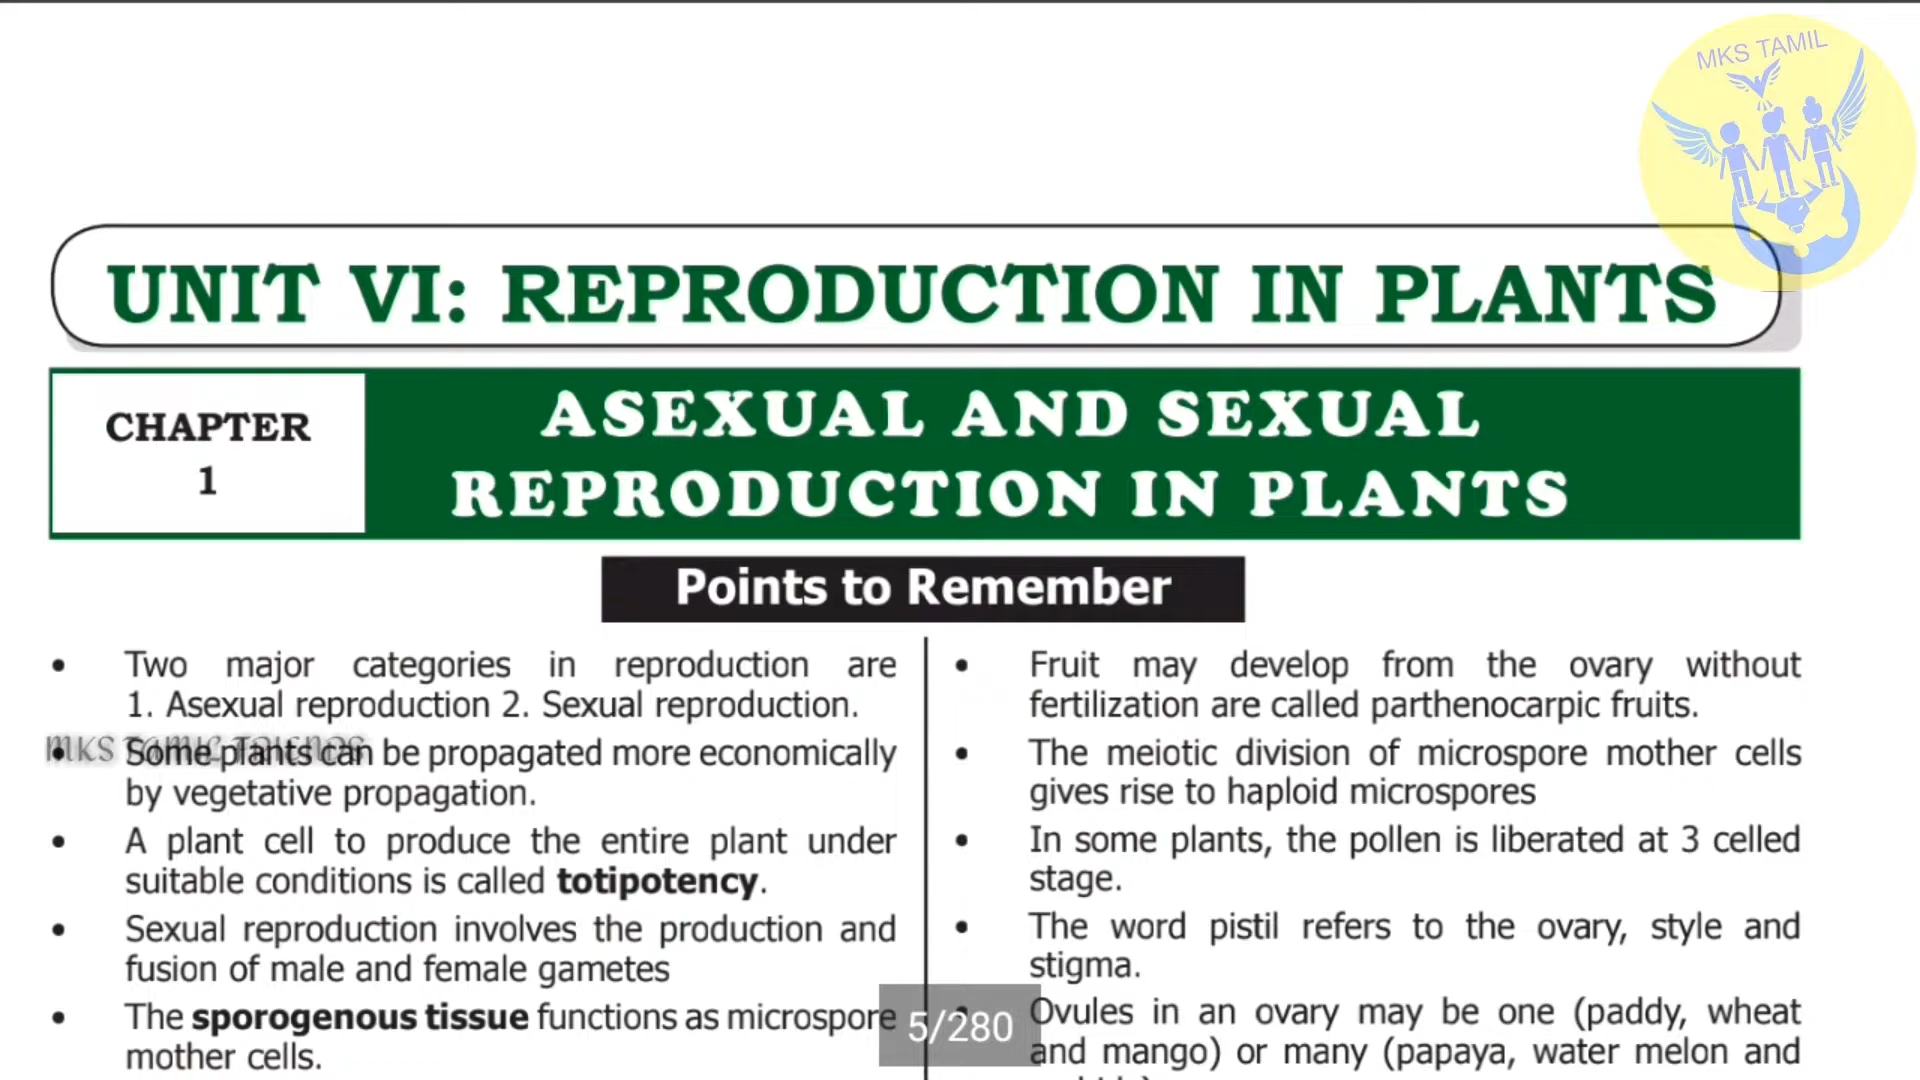 MKS TAMIL
UNIT VI: REPRODUCTION IN PLANTS
CHAPTER
1
ASEXUAL AND SEXUAL
REPRODUCTION IN PLANTS
Points to Remember
• Two major categories in reproduction are
1. Asexual reproduction 2. Sexual reproduction.
MKS TAMIL FRIENDS
• Some plants can be propagated more economically
by vegetative propagation.
• A plant cell to produce the entire plant under
suitable conditions is called totipotency.
• Sexual reproduction involves the production and
fusion of male and female gametes
• The sporogenous tissue functions as microspore
mother cells.
• Fruit may develop from the ovary without
fertilization are called parthenocarpic fruits.
• The meiotic division of microspore mother cells
gives rise to haploid microspores
• In some plants, the pollen is liberated at 3 celled
stage.
• The word pistil refers to the ovary, style and
stigma.
• Ovules in an ovary may be one (paddy, wheat
and mango) or many (papaya, water melon and
5/280